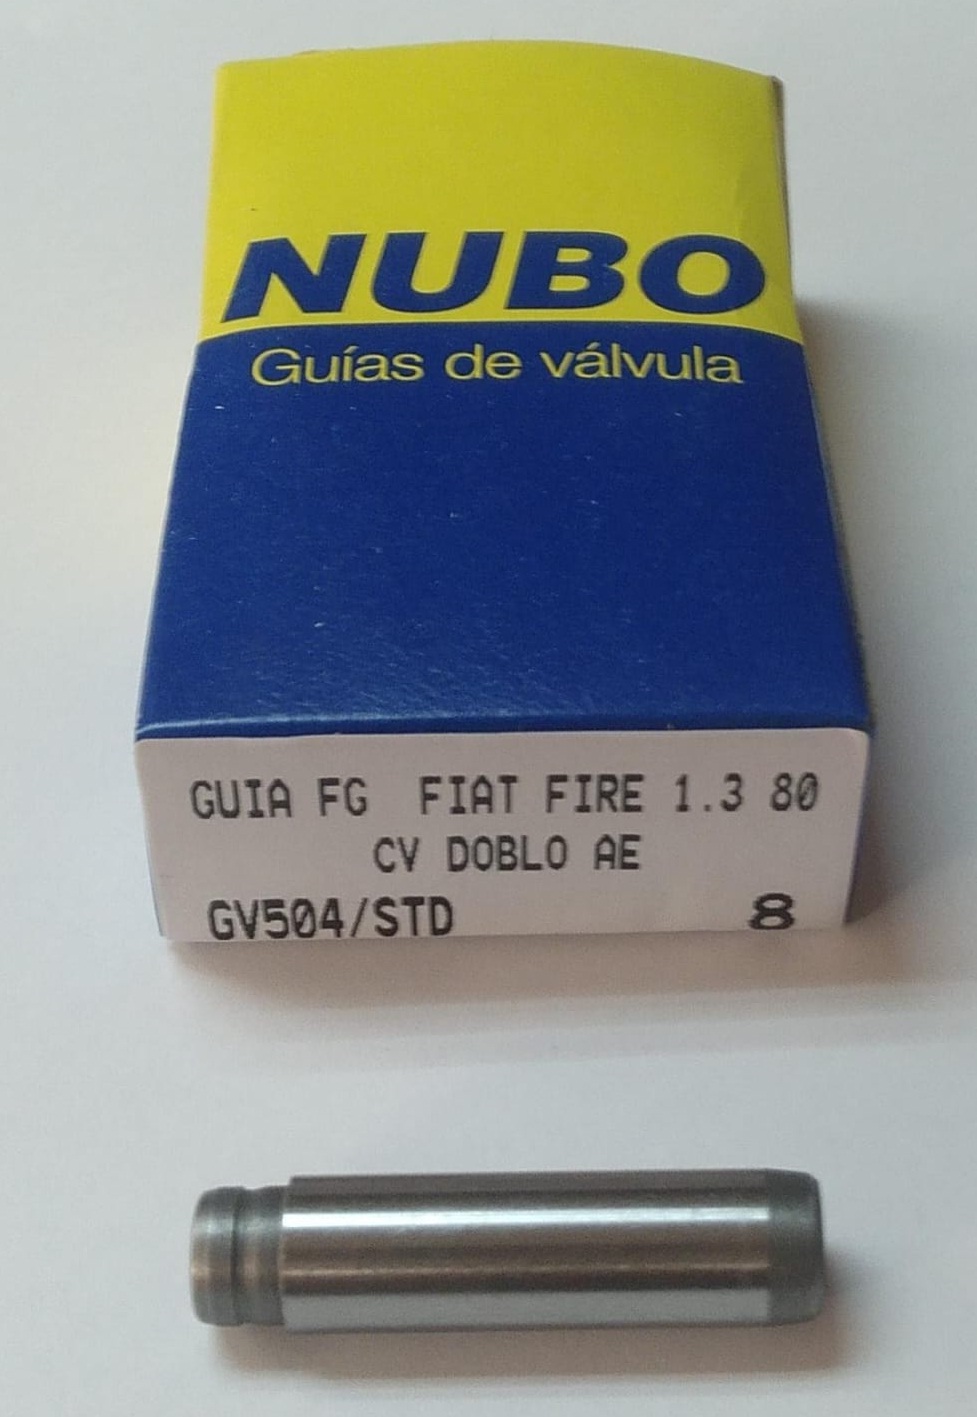 NUBO
Guías de válvula
GUIA FG FIAT FIRE 1.3 80
CV DOBLO AE
GV504/STD 8